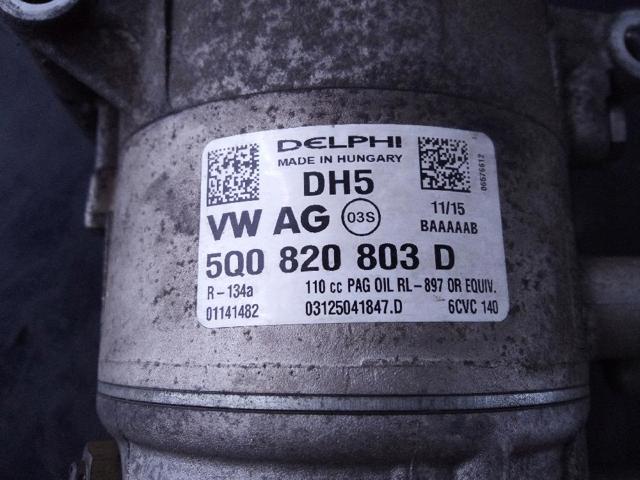 DELPHI
MADE IN HUNGARY
DH5
VW AG 03S
11/15
BAAAAAB
06576612
5Q0 820 803 D
R-134a 110 cc PAG OIL RL-897 OR EQUIV.
01141482 03125041847.D 6CVC 140